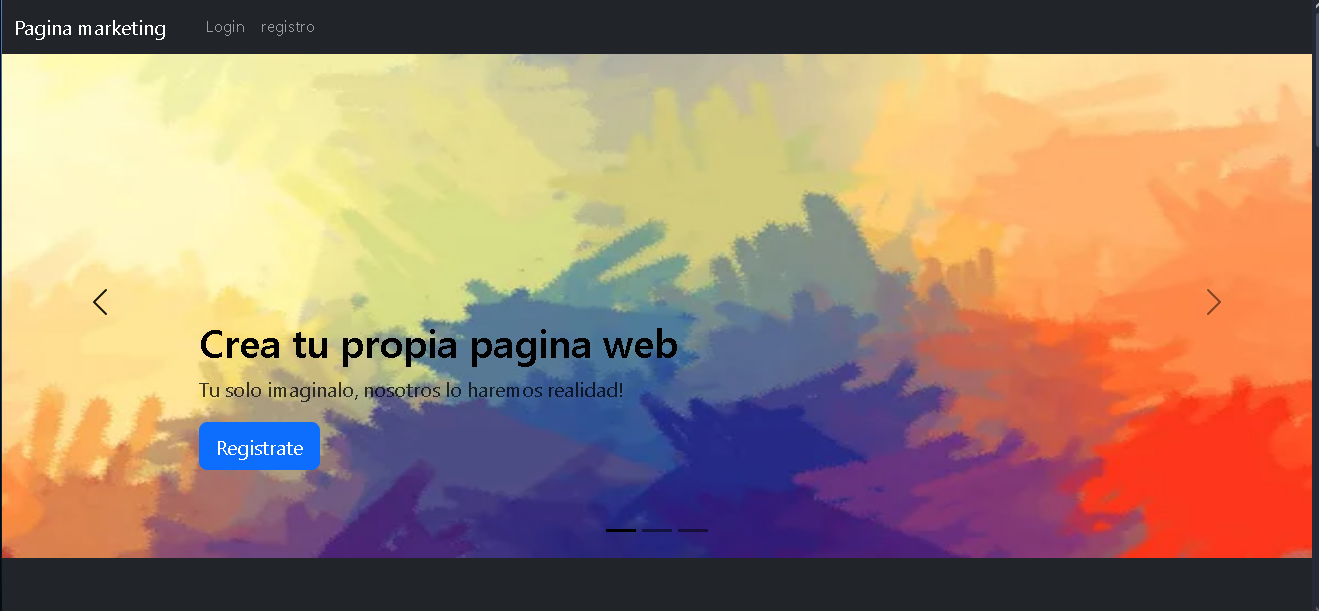 Pagina marketing
Login registro
Crea tu propia pagina web
Tu solo imaginalo, nosotros lo haremos realidad!
Registrate